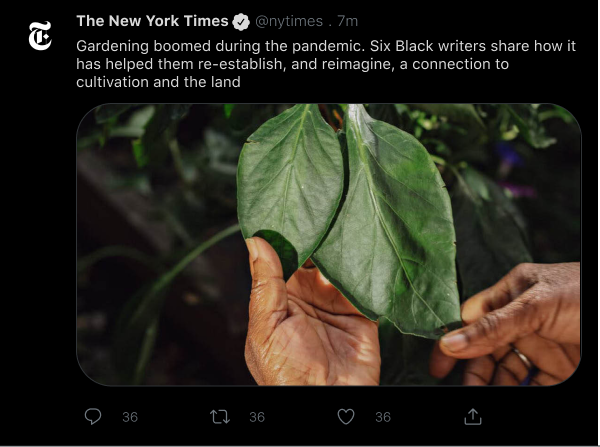 The New York Times @nytimes . 7m
Gardening boomed during the pandemic. Six Black writers share how it
has helped them re-establish, and reimagine, a connection to
cultivation and the land
36 36 36